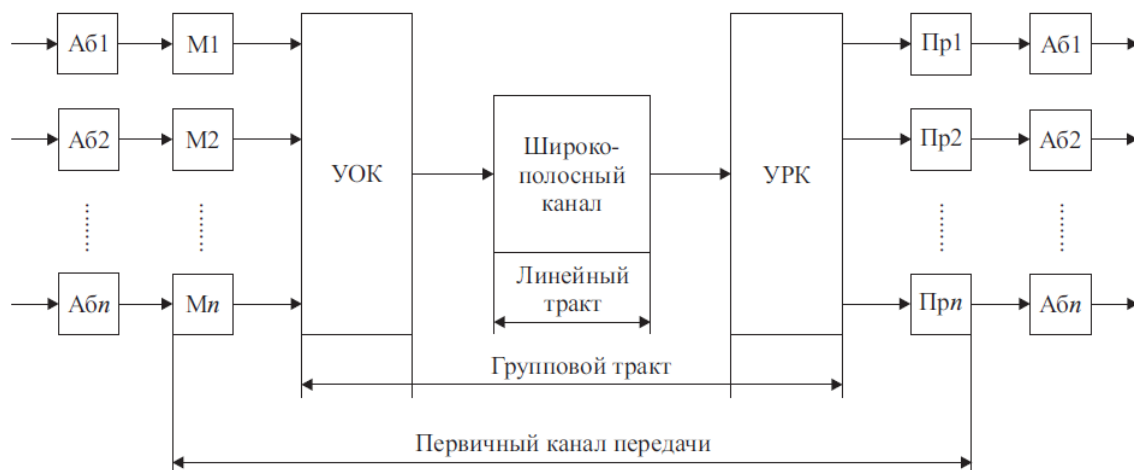 Аб1 М1 Пр1 Аб1
Аб2 М2 Пр2 Аб2
УОК
Широко-
полосный
канал
УРК
Линейный
тракт
Абn Мn Прn Абn
Групповой тракт
Первичный канал передачи